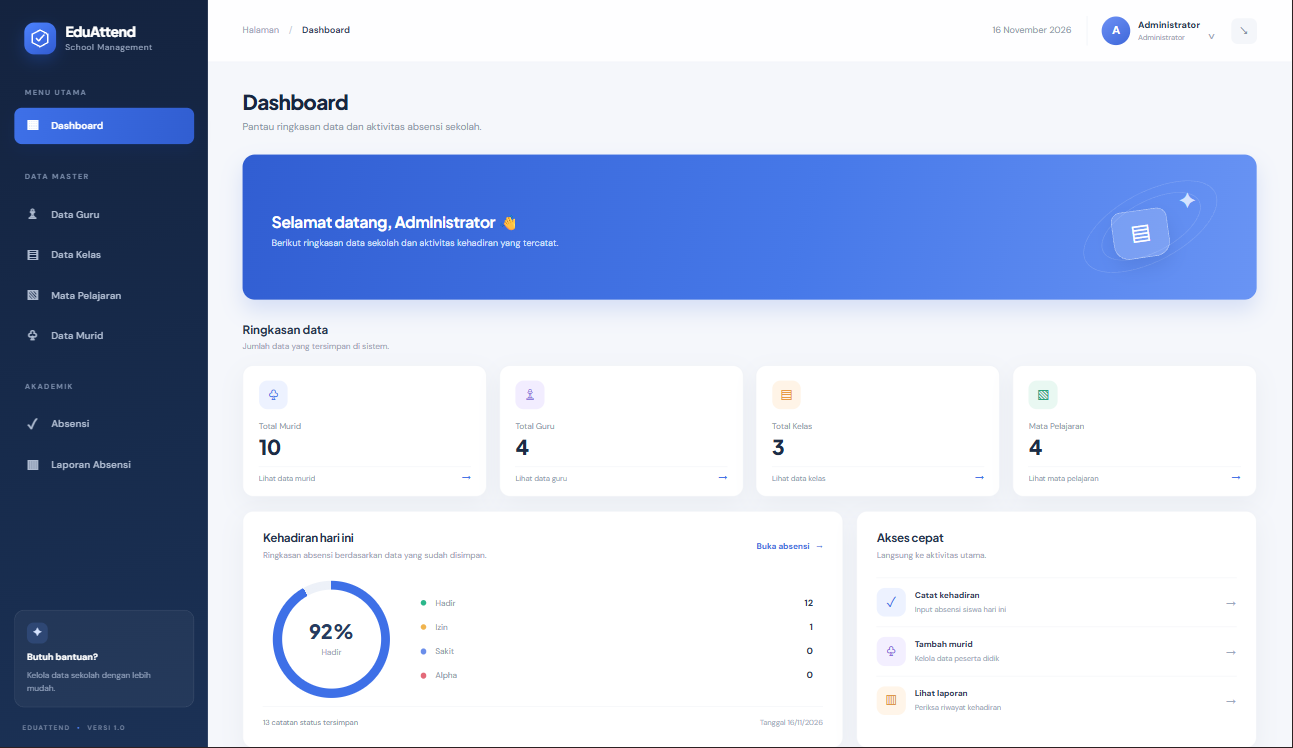 EduAttend
School Management
MENU UTAMA
Dashboard
DATA MASTER
Data Guru
Data Kelas
Mata Pelajaran
Data Murid
AKADEMIK
Absensi
Laporan Absensi
Butuh bantuan?
Kelola data sekolah dengan lebih
mudah.
EDUATTEND • VERSI 1.0
Halaman / Dashboard
16 November 2026
A
Administrator
Administrator
Dashboard
Pantau ringkasan data dan aktivitas absensi sekolah.
Selamat datang, Administrator 👋
Berikut ringkasan data sekolah dan aktivitas kehadiran yang tercatat.
Ringkasan data
Jumlah data yang tersimpan di sistem.
Total Murid
10
Lihat data murid →
Total Guru
4
Lihat data guru →
Total Kelas
3
Lihat data kelas →
Mata Pelajaran
4
Lihat mata pelajaran →
Kehadiran hari ini
Ringkasan absensi berdasarkan data yang sudah disimpan.
Buka absensi →
92%
Hadir
Hadir 12
Izin 1
Sakit 0
Alpha 0
13 catatan status tersimpan
Tanggal 16/11/2026
Akses cepat
Langsung ke aktivitas utama.
Catat kehadiran
Input absensi siswa hari ini →
Tambah murid
Kelola data peserta didik →
Lihat laporan
Periksa riwayat kehadiran →